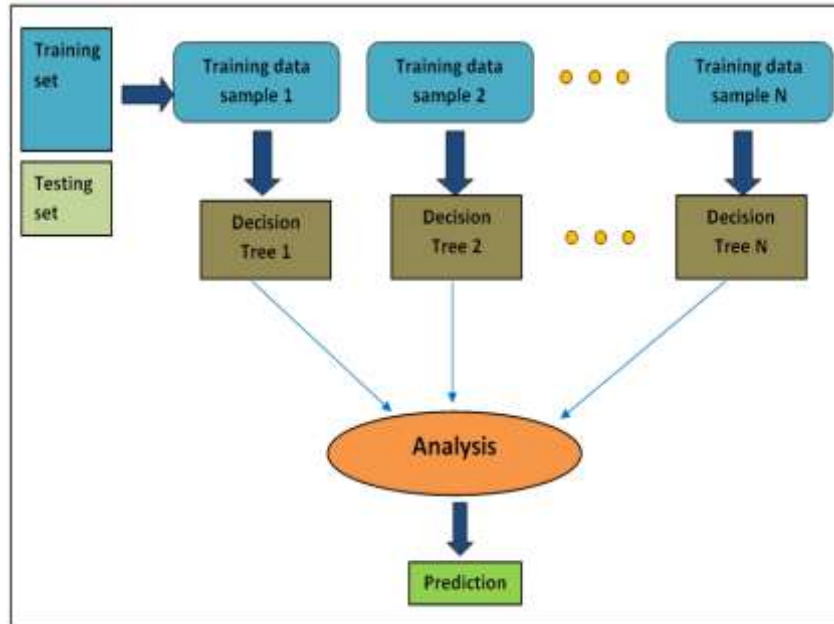 Training
set
Training data
sample 1
Training data
sample 2
Training data
sample N
Testing
set
Decision
Tree 1
Decision
Tree 2
Decision
Tree N
Analysis
Prediction